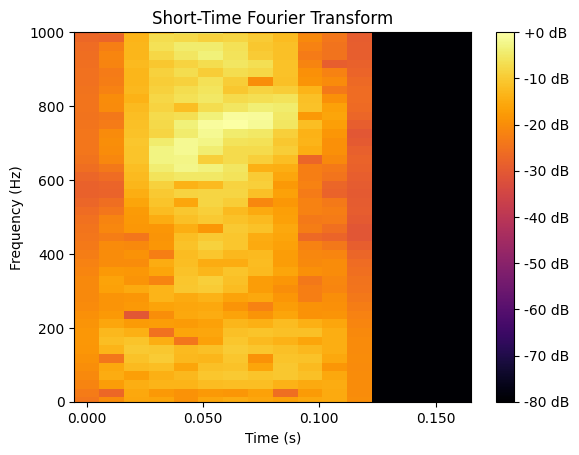 Short-Time Fourier Transform
1000
800
600
400
200
0
Frequency (Hz)
0.000
0.050
0.100
0.150
Time (s)
+0 dB
-10 dB
-20 dB
-30 dB
-40 dB
-50 dB
-60 dB
-70 dB
-80 dB